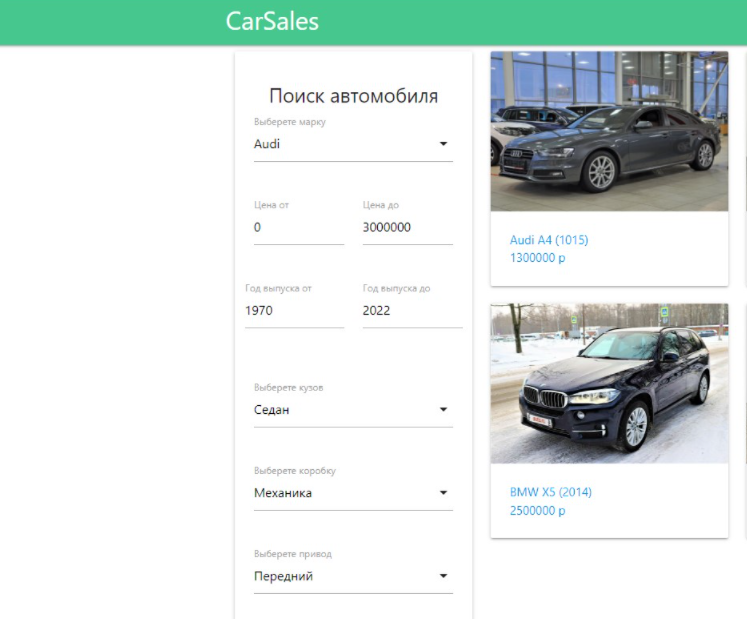 CarSales
Поиск автомобиля
Выберете марку
Audi
Цена от
Цена до
0
3000000
Год выпуска от
Год выпуска до
1970
2022
Выберете кузов
Седан
Выберете коробку
Механика
Выберете привод
Передний
Audi A4 (1015)
1300000 р
BMW X5 (2014)
2500000 р